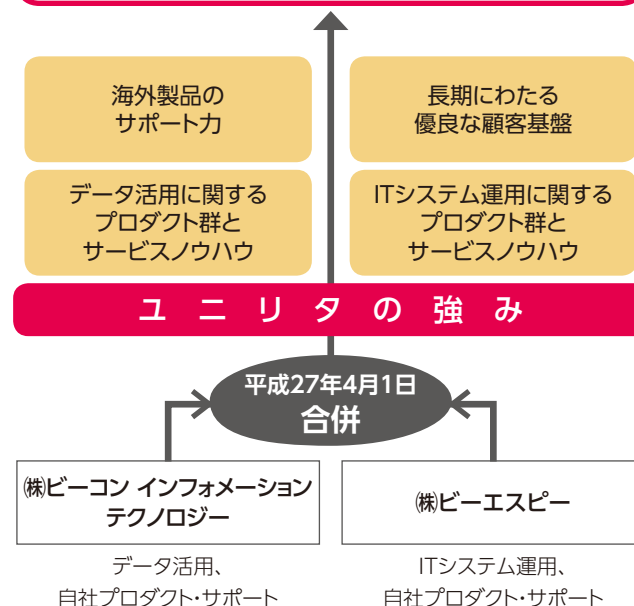 海外製品の
サポート力
長期にわたる
優良な顧客基盤
データ活用に関する
プロダクト群と
サービスノウハウ
ITシステム運用に関する
プロダクト群と
サービスノウハウ
ユニリタの強み
平成27年4月1日
合併
㈱ビーコン インフォメーション
テクノロジー
㈱ビーエスピー
データ活用、
自社プロダクト・サポート
ITシステム運用、
自社プロダクト・サポート